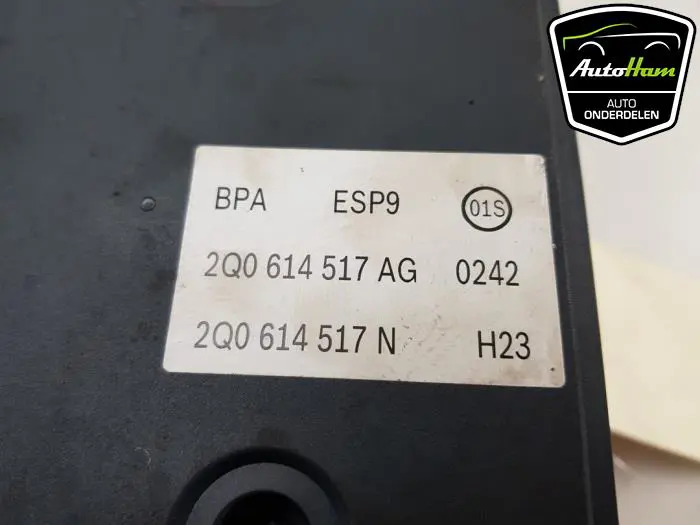 AutoHam
AUTO
ONDERDELEN
BPA ESP9 01S
2Q0 614 517 AG 0242
2Q0 614 517 N H23